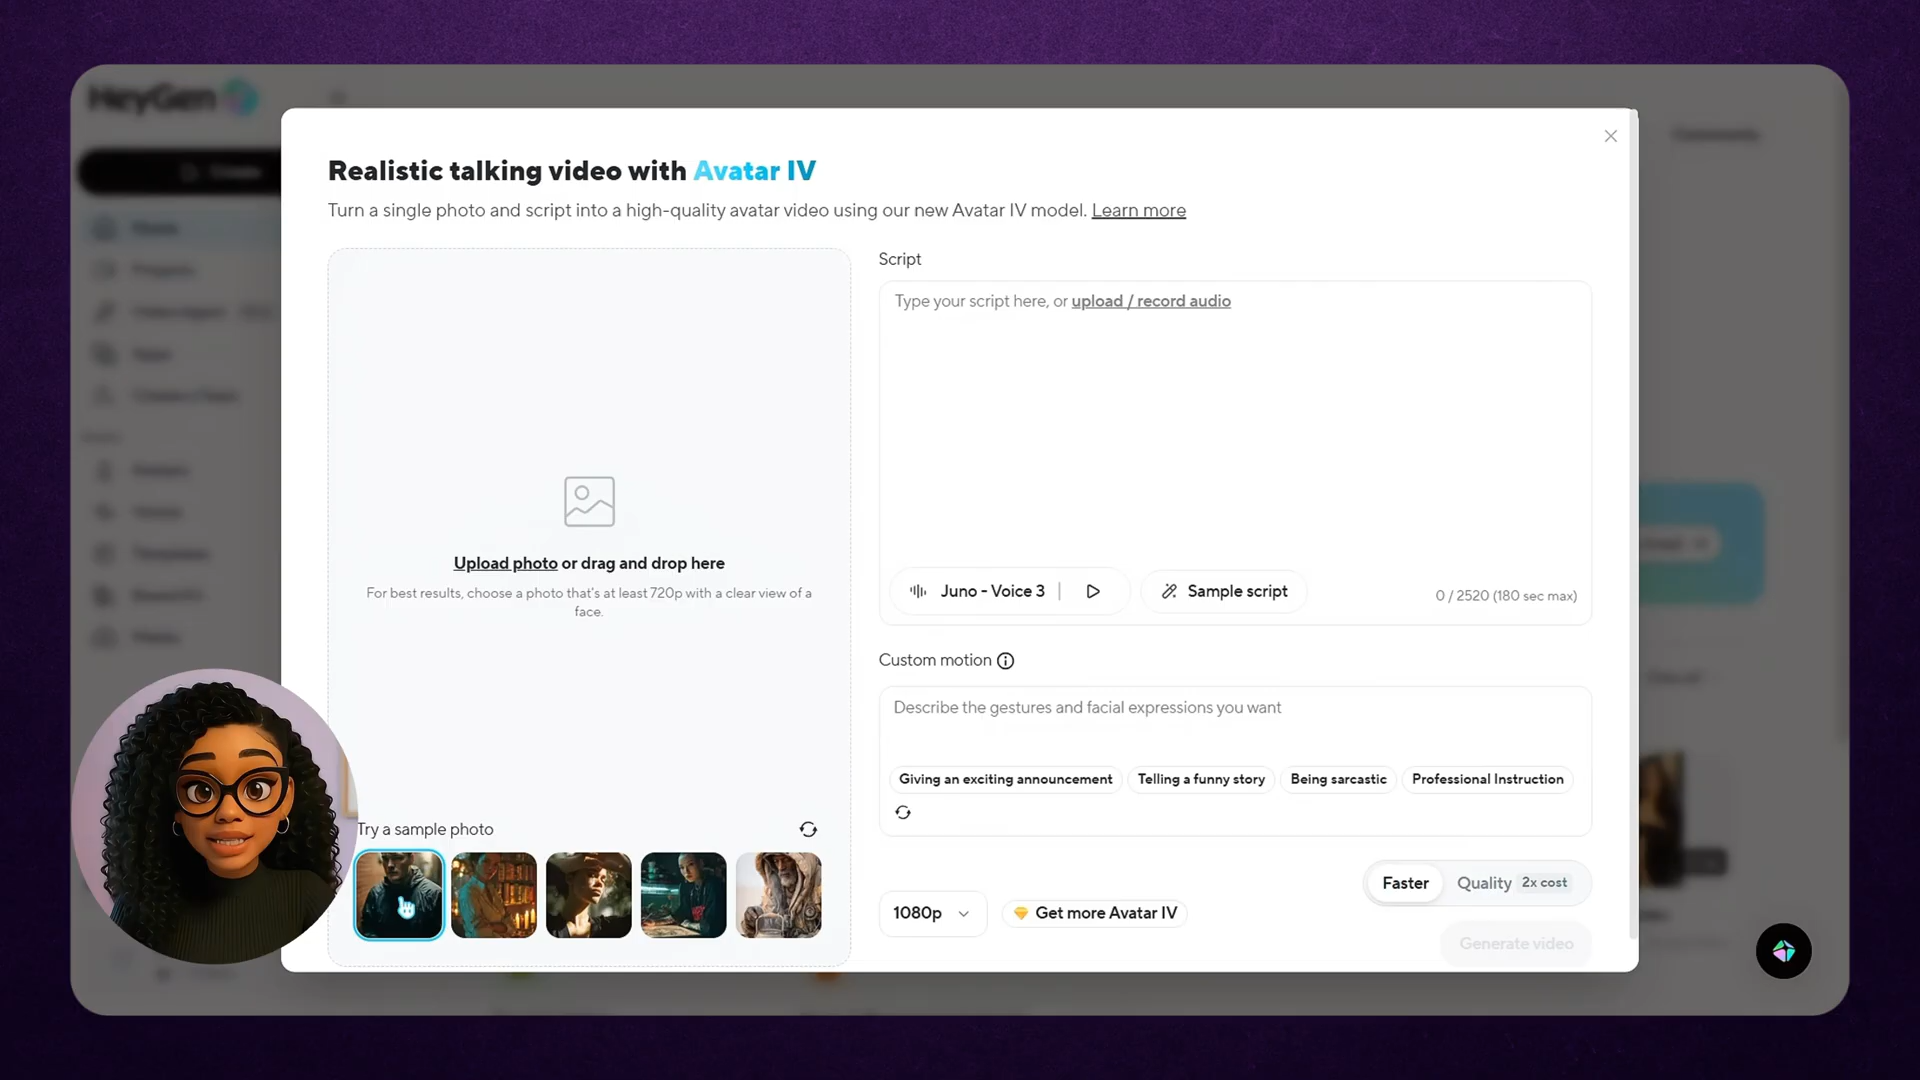 HeyGen
Create
Realistic talking video with Avatar IV
Turn a single photo and script into a high-quality avatar video using our new Avatar IV model. Learn more
Upload photo or drag and drop here
For best results, choose a photo that's at least 720p with a clear view of a
face.
Try a sample photo
Script
Type your script here, or upload / record audio
Juno - Voice 3
Sample script
0 / 2520 (180 sec max)
Custom motion
Describe the gestures and facial expressions you want
Giving an exciting announcement
Telling a funny story
Being sarcastic
Professional Instruction
1080p
Get more Avatar IV
Faster
Quality 2x cost
Generate video